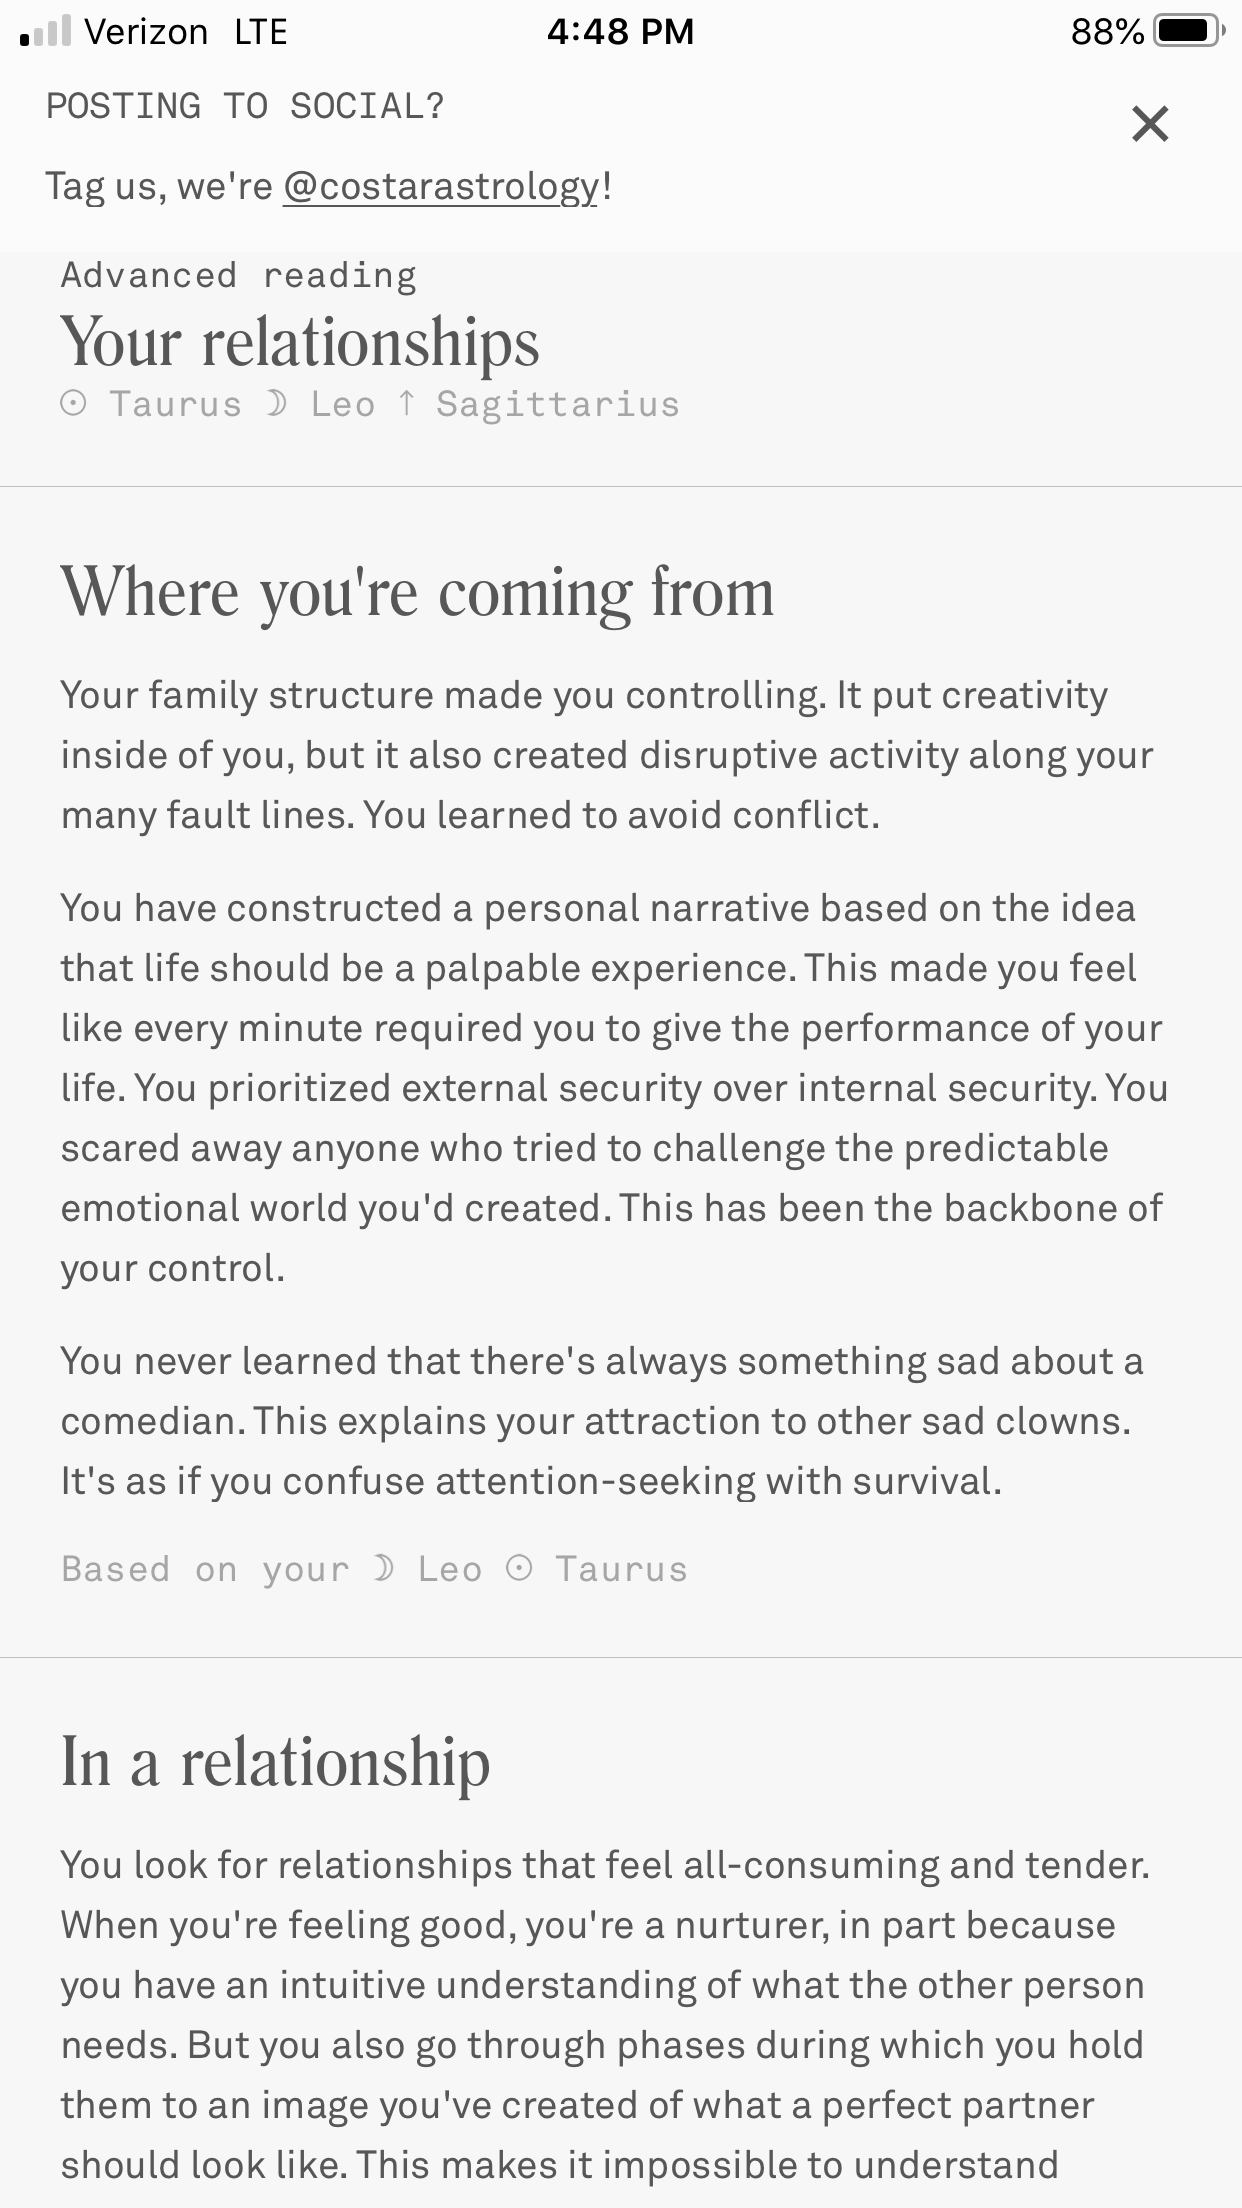 Verizon LTE 4:48 PM 88%
POSTING TO SOCIAL?
Tag us, we're @costarastrology!
Advanced reading
Your relationships
☉ Taurus ☽ Leo ↑ Sagittarius
Where you're coming from
Your family structure made you controlling. It put creativity
inside of you, but it also created disruptive activity along your
many fault lines. You learned to avoid conflict.
You have constructed a personal narrative based on the idea
that life should be a palpable experience. This made you feel
like every minute required you to give the performance of your
life. You prioritized external security over internal security. You
scared away anyone who tried to challenge the predictable
emotional world you'd created. This has been the backbone of
your control.
You never learned that there's always something sad about a
comedian. This explains your attraction to other sad clowns.
It's as if you confuse attention-seeking with survival.
Based on your ☽ Leo ☉ Taurus
In a relationship
You look for relationships that feel all-consuming and tender.
When you're feeling good, you're a nurturer, in part because
you have an intuitive understanding of what the other person
needs. But you also go through phases during which you hold
them to an image you've created of what a perfect partner
should look like. This makes it impossible to understand